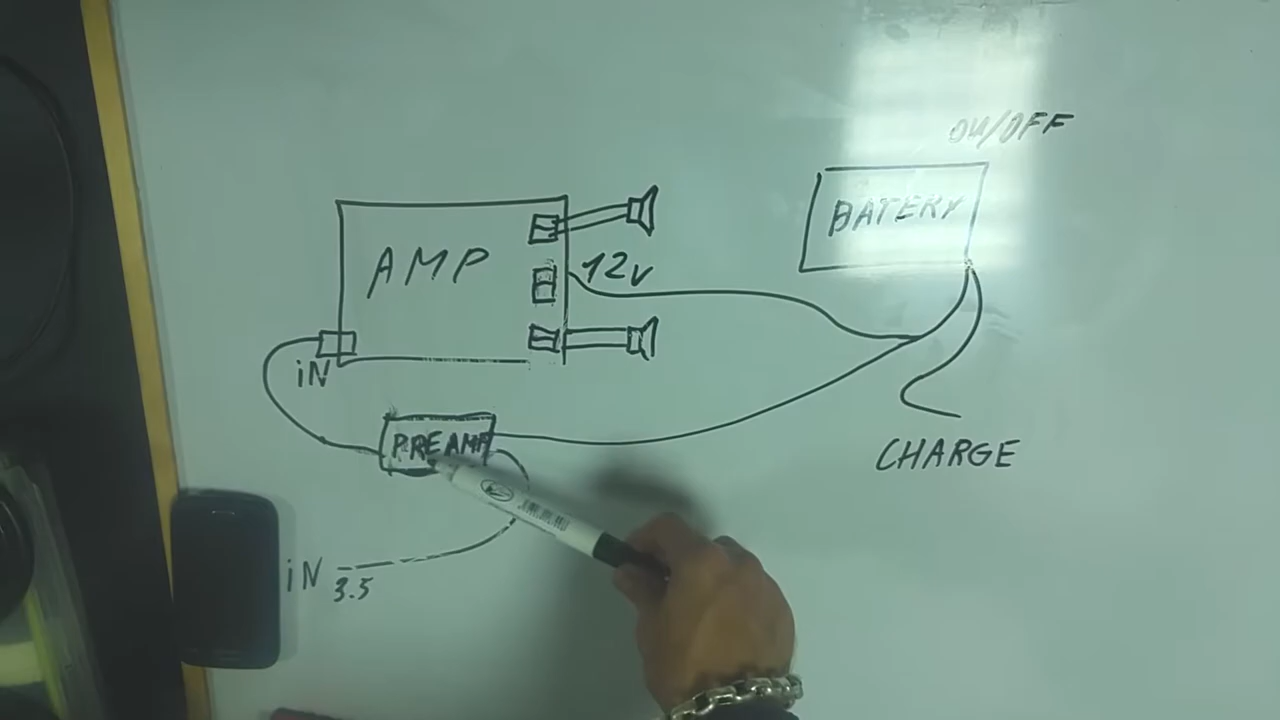 ON/OFF
BATERY
AMP
12v
iN
PREAMP
CHARGE
iN 3.5